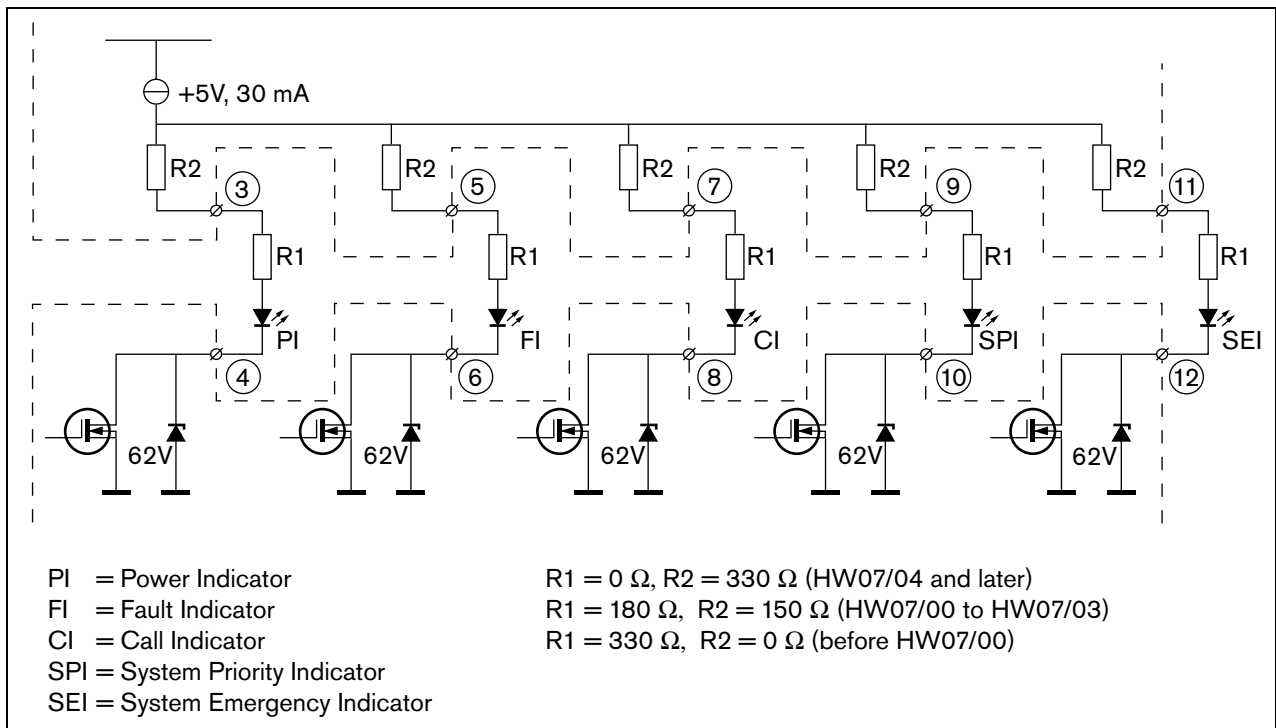 +5V, 30 mA
R2 R2 R2 R2 R2
3 5 7 9 11
R1 R1 R1 R1 R1
PI FI CI SPI SEI
4 6 8 10 12
62V 62V 62V 62V 62V
PI = Power Indicator
FI = Fault Indicator
CI = Call Indicator
SPI = System Priority Indicator
SEI = System Emergency Indicator
R1 = 0 Ω, R2 = 330 Ω (HW07/04 and later)
R1 = 180 Ω, R2 = 150 Ω (HW07/00 to HW07/03)
R1 = 330 Ω, R2 = 0 Ω (before HW07/00)